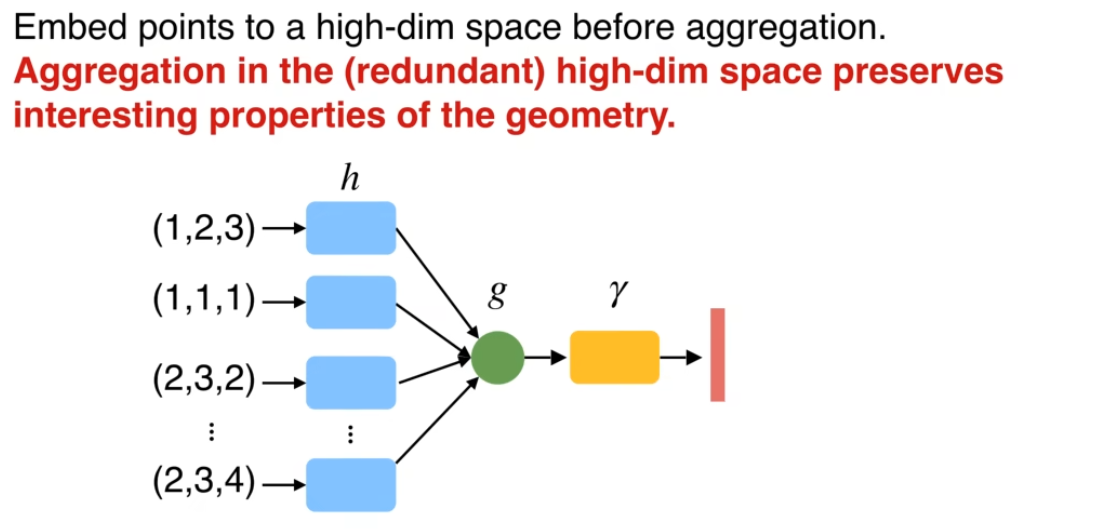 Embed points to a high-dim space before aggregation.
Aggregation in the (redundant) high-dim space preserves
interesting properties of the geometry.
h
(1,2,3)
(1,1,1)
g
γ
(2,3,2)
⋮ ⋮
(2,3,4)